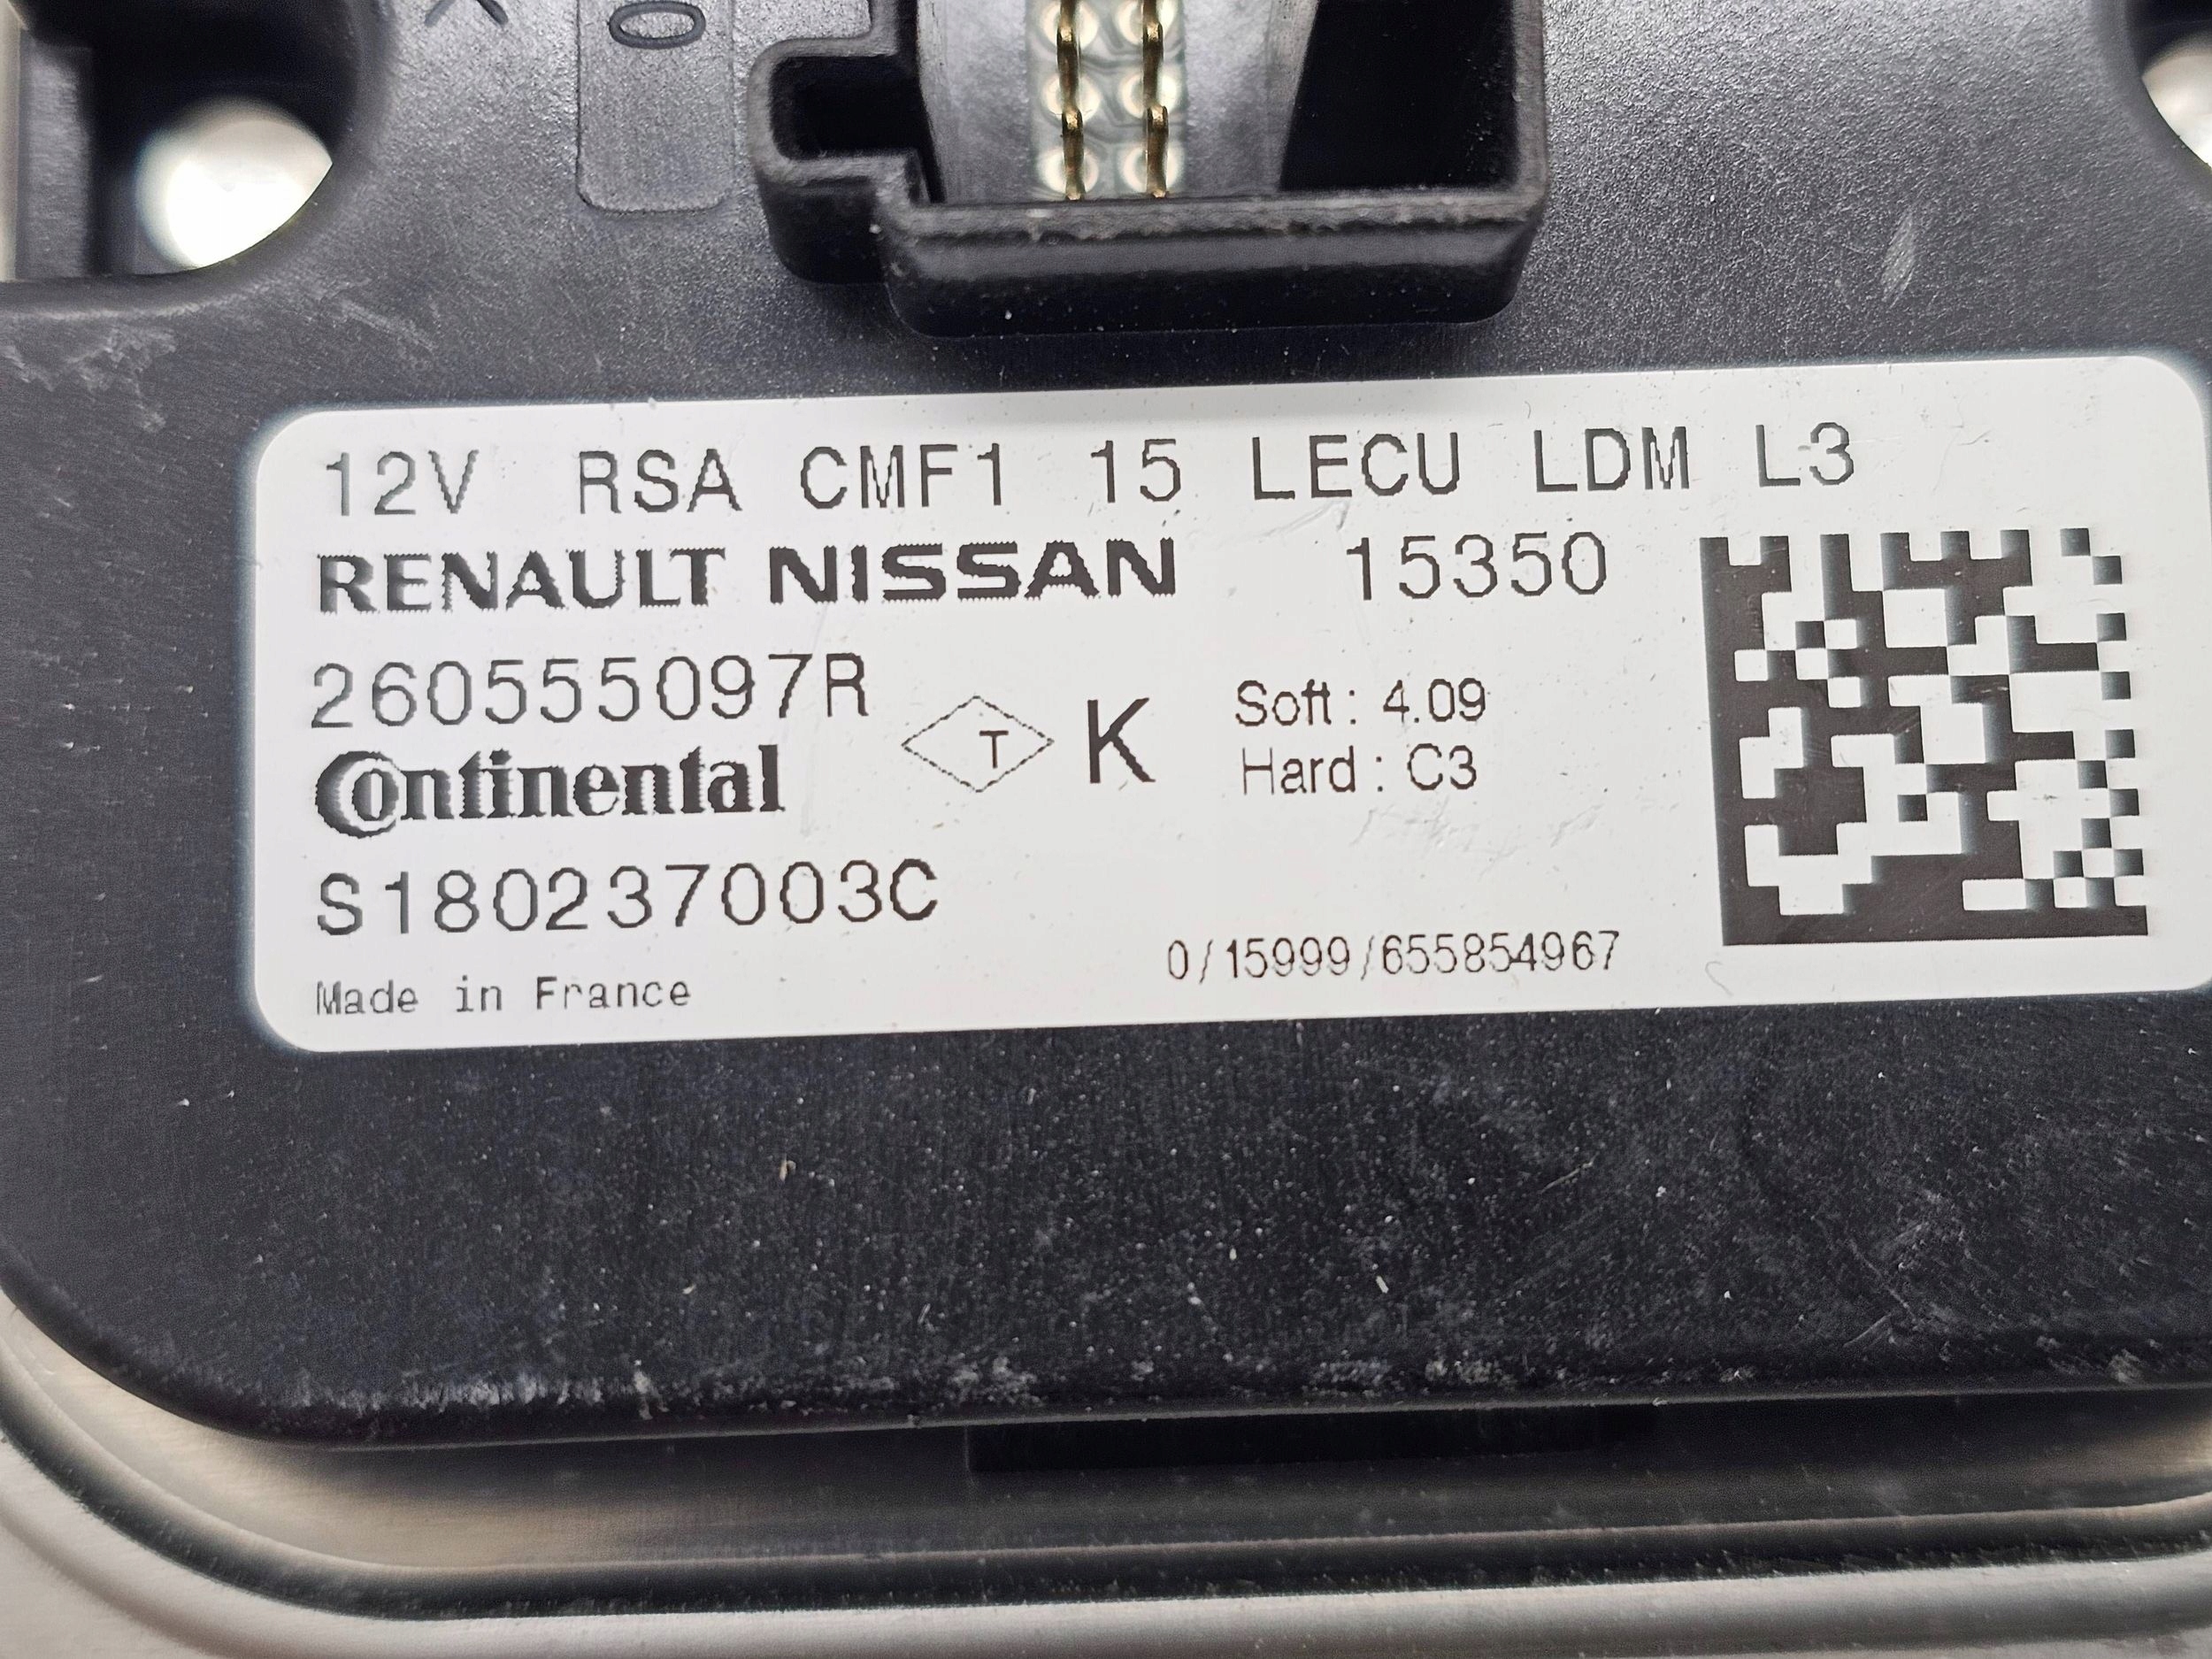 12V RSA CMF1 15 LECU LDM L3
RENAULT NISSAN 15350
260555097R
T K Soft: 4.09
Continental Hard: C3
S180237003C
0/15999/655854967
Made in France